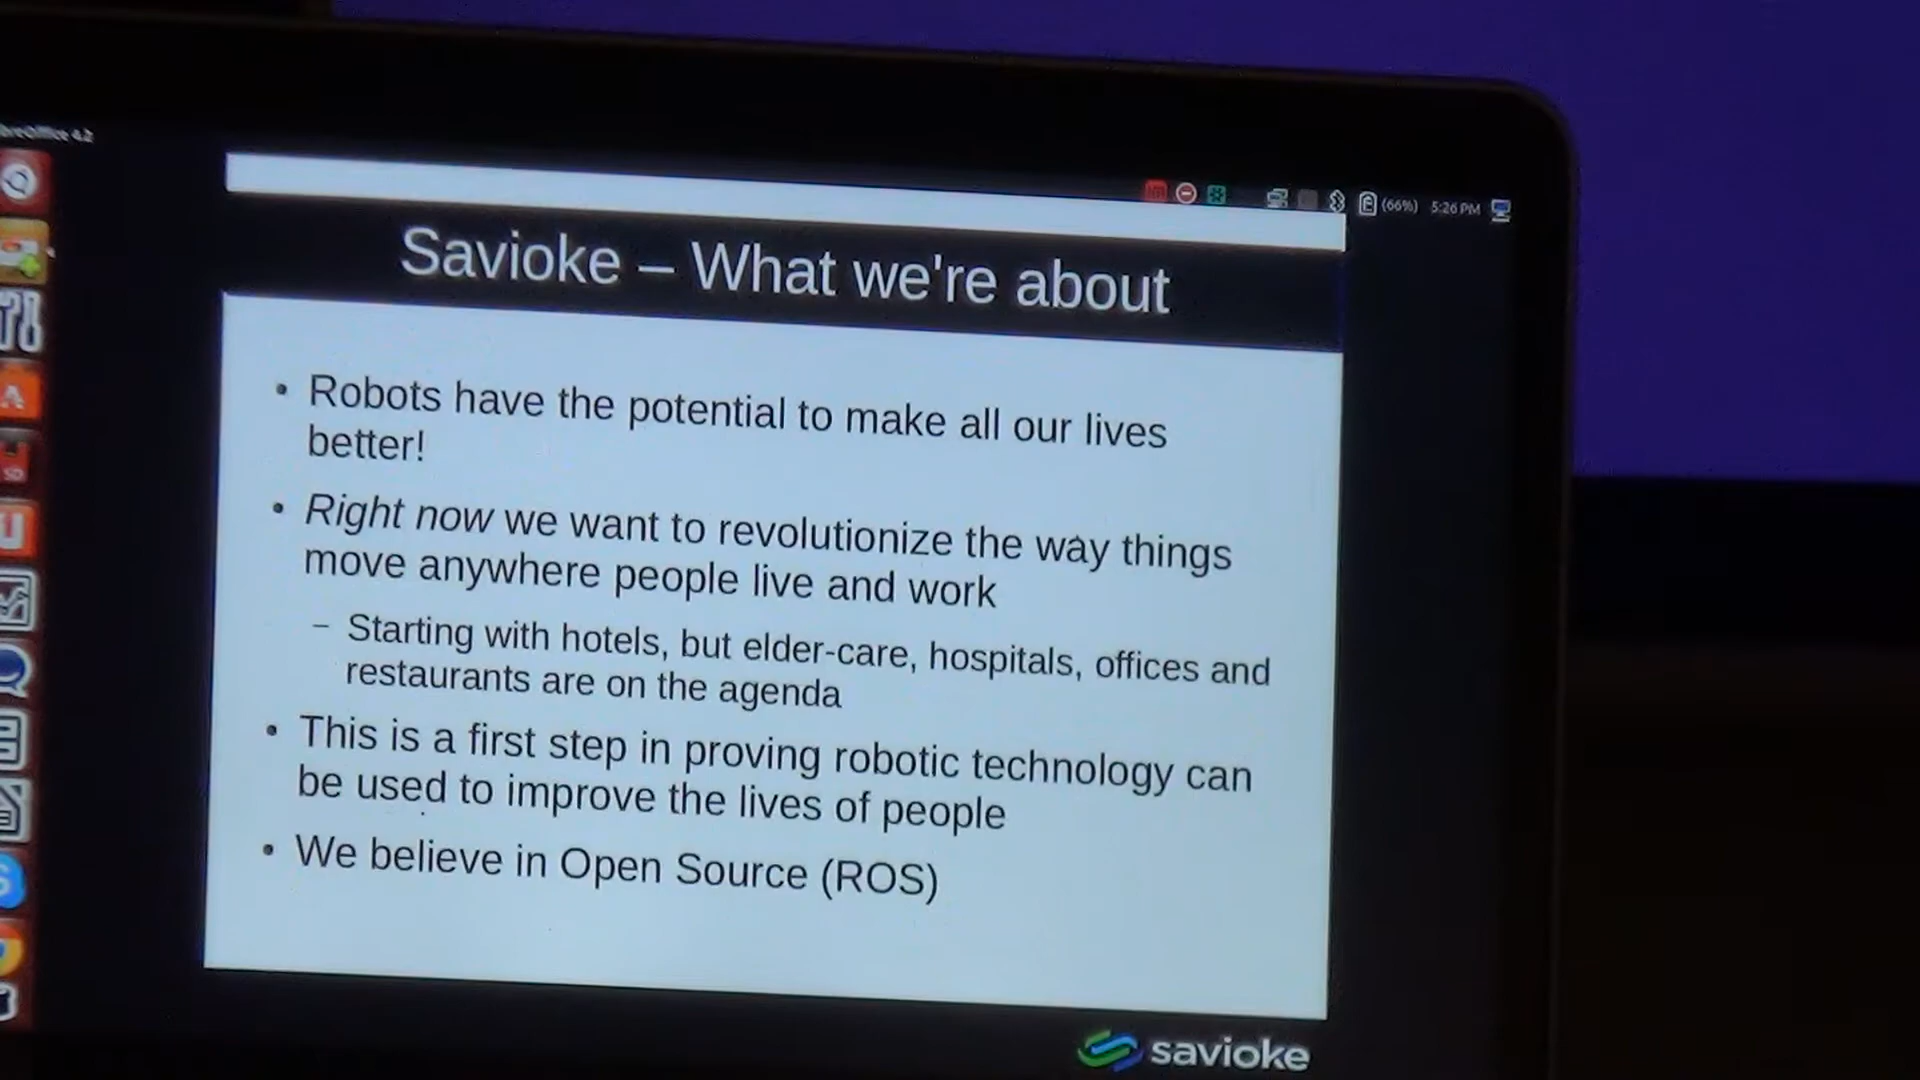 (66%) 5:26 PM
Savioke – What we're about
• Robots have the potential to make all our lives
better!
• Right now we want to revolutionize the way things
move anywhere people live and work
– Starting with hotels, but elder-care, hospitals, offices and
restaurants are on the agenda
• This is a first step in proving robotic technology can
be used to improve the lives of people
• We believe in Open Source (ROS)
savioke